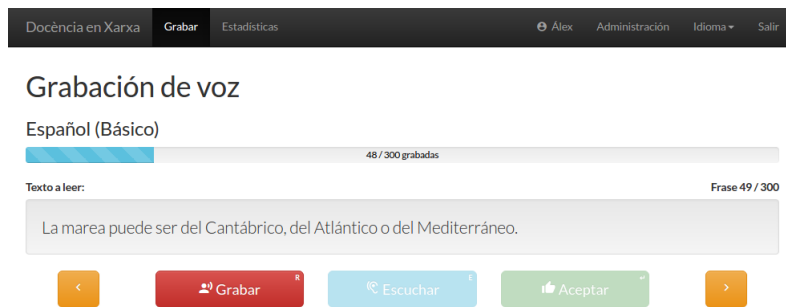 Docència en Xarxa Grabar Estadísticas Álex Administración Idioma Salir
Grabación de voz
Español (Básico)
48 / 300 grabadas
Texto a leer: Frase 49 / 300
La marea puede ser del Cantábrico, del Atlántico o del Mediterráneo.
< Grabar R Escuchar E Aceptar ↵ >